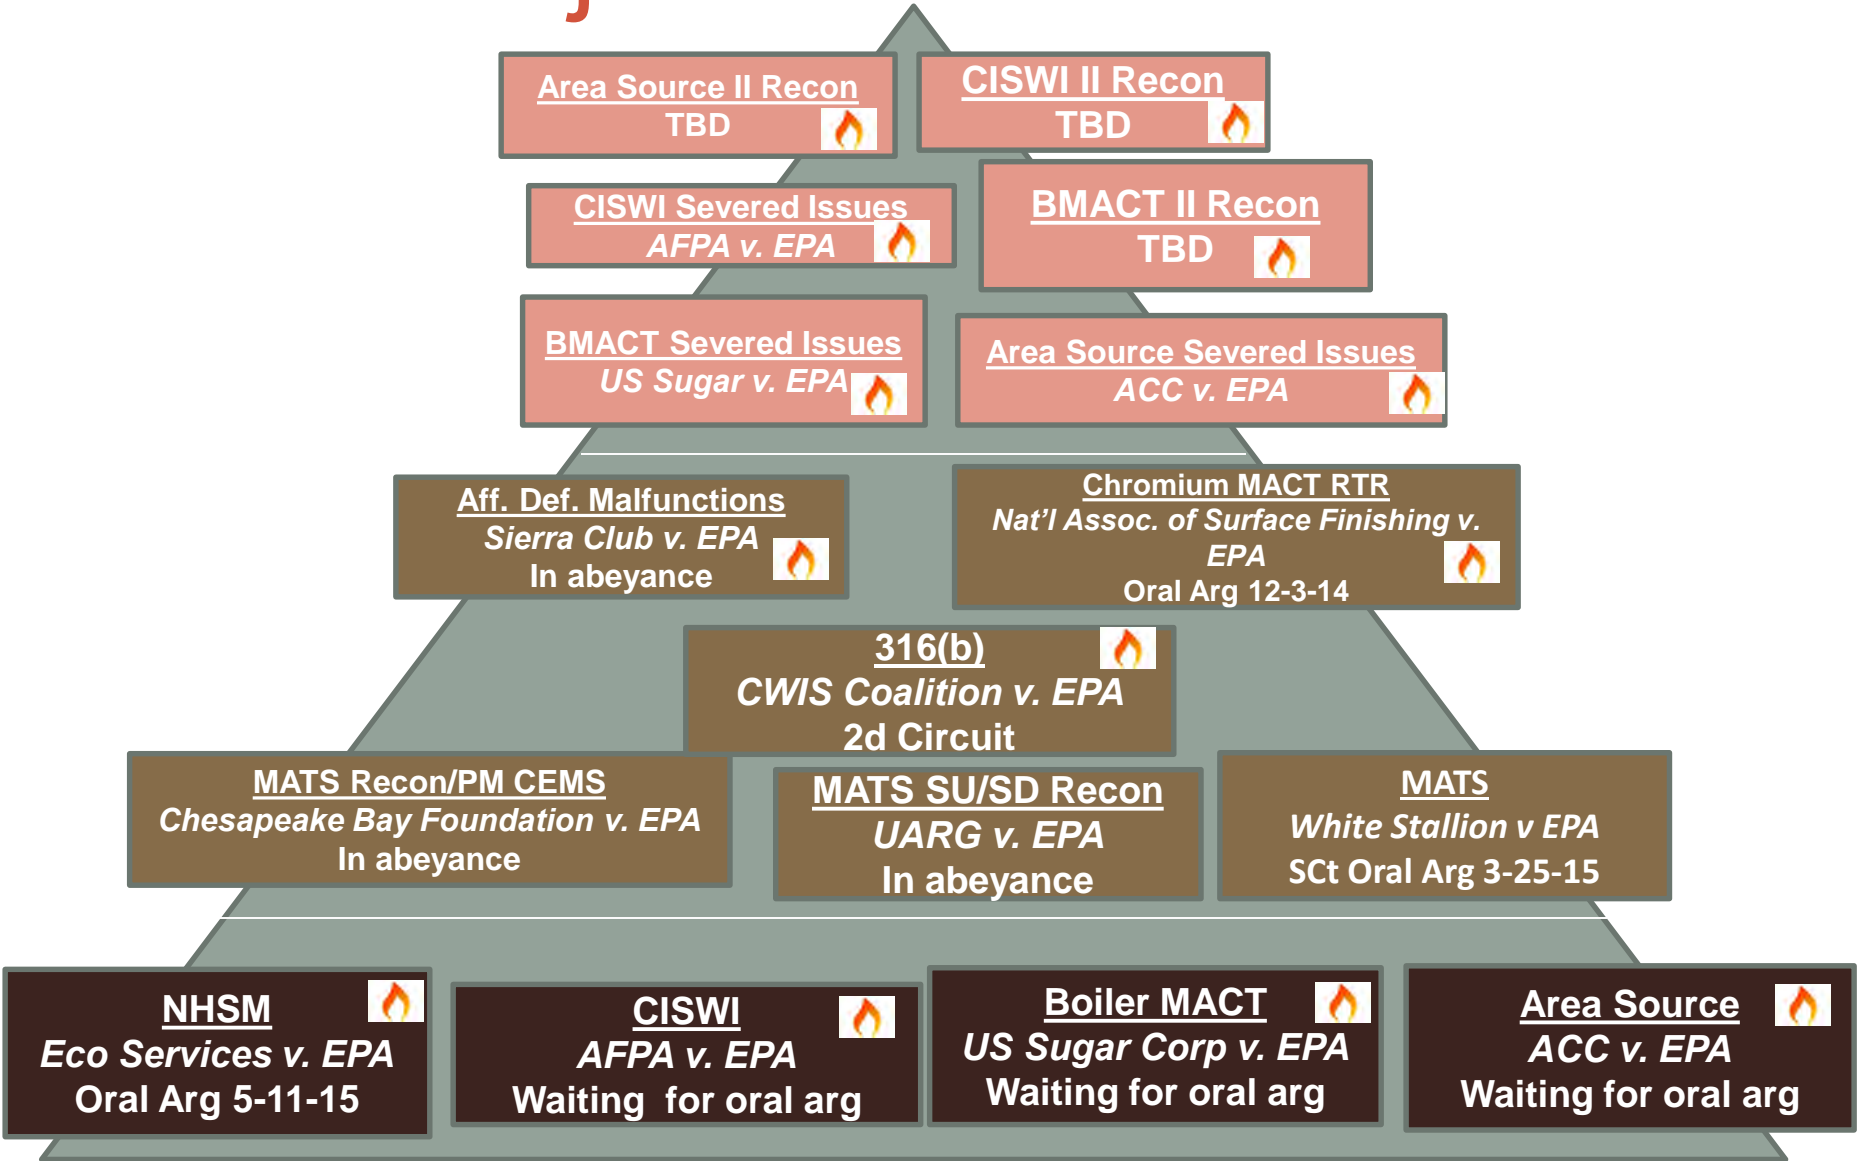 Area Source II Recon
TBD
CISWI II Recon
TBD
CISWI Severed Issues
AFPA v. EPA
BMACT II Recon
TBD
BMACT Severed Issues
US Sugar v. EPA
Area Source Severed Issues
ACC v. EPA
Aff. Def. Malfunctions
Sierra Club v. EPA
In abeyance
Chromium MACT RTR
Nat’l Assoc. of Surface Finishing v.
EPA
Oral Arg 12-3-14
316(b)
CWIS Coalition v. EPA
2d Circuit
MATS Recon/PM CEMS
Chesapeake Bay Foundation v. EPA
In abeyance
MATS SU/SD Recon
UARG v. EPA
In abeyance
MATS
White Stallion v EPA
SCt Oral Arg 3-25-15
NHSM
Eco Services v. EPA
Oral Arg 5-11-15
CISWI
AFPA v. EPA
Waiting for oral arg
Boiler MACT
US Sugar Corp v. EPA
Waiting for oral arg
Area Source
ACC v. EPA
Waiting for oral arg